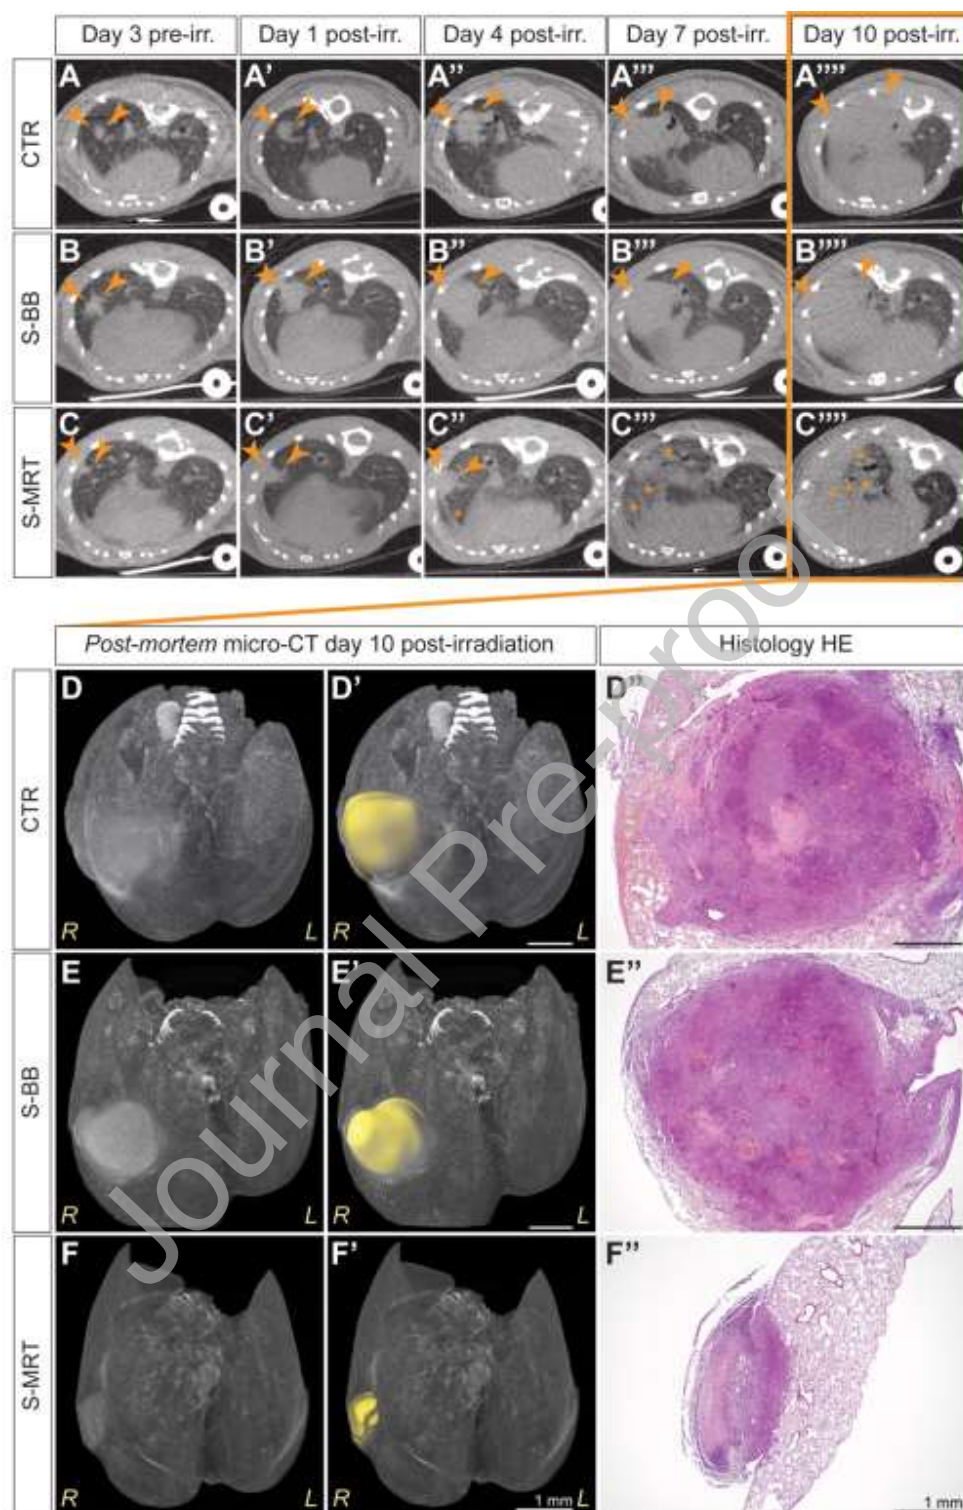 Day 3 pre-irr. Day 1 post-irr. Day 4 post-irr. Day 7 post-irr. Day 10 post-irr.
CTR A A' A'' A''' A''''
S-BB B B' B'' B''' B''''
S-MRT C C' C'' C''' C''''
Post-mortem micro-CT day 10 post-irradiation Histology HE
CTR D D' D''
R L R L
S-BB E E' E''
R L R L
S-MRT F F' F''
R L R 1 mm L 1 mm
Journal Pre-proof